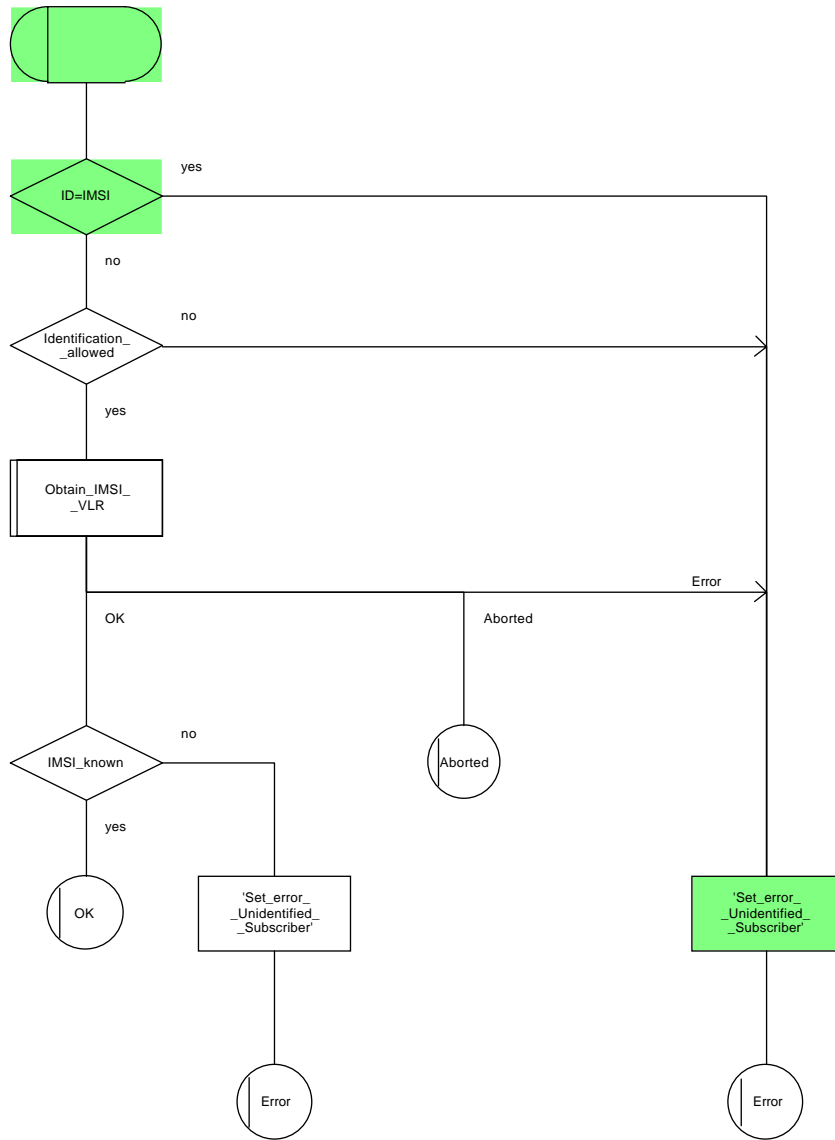 yes
ID=IMSI
no
no
Identification_
_allowed
yes
Obtain_IMSI_
_VLR
Error
OK
Aborted
no
IMSI_known
Aborted
yes
OK
'Set_error_
_Unidentified_
_Subscriber'
'Set_error_
_Unidentified_
_Subscriber'
Error
Error